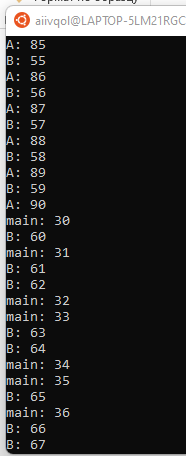 aiivqol@LAPTOP-5LM21RGC
A: 85
B: 55
A: 86
B: 56
A: 87
B: 57
A: 88
B: 58
A: 89
B: 59
A: 90
main: 30
B: 60
main: 31
B: 61
B: 62
main: 32
main: 33
B: 63
B: 64
main: 34
main: 35
B: 65
main: 36
B: 66
B: 67